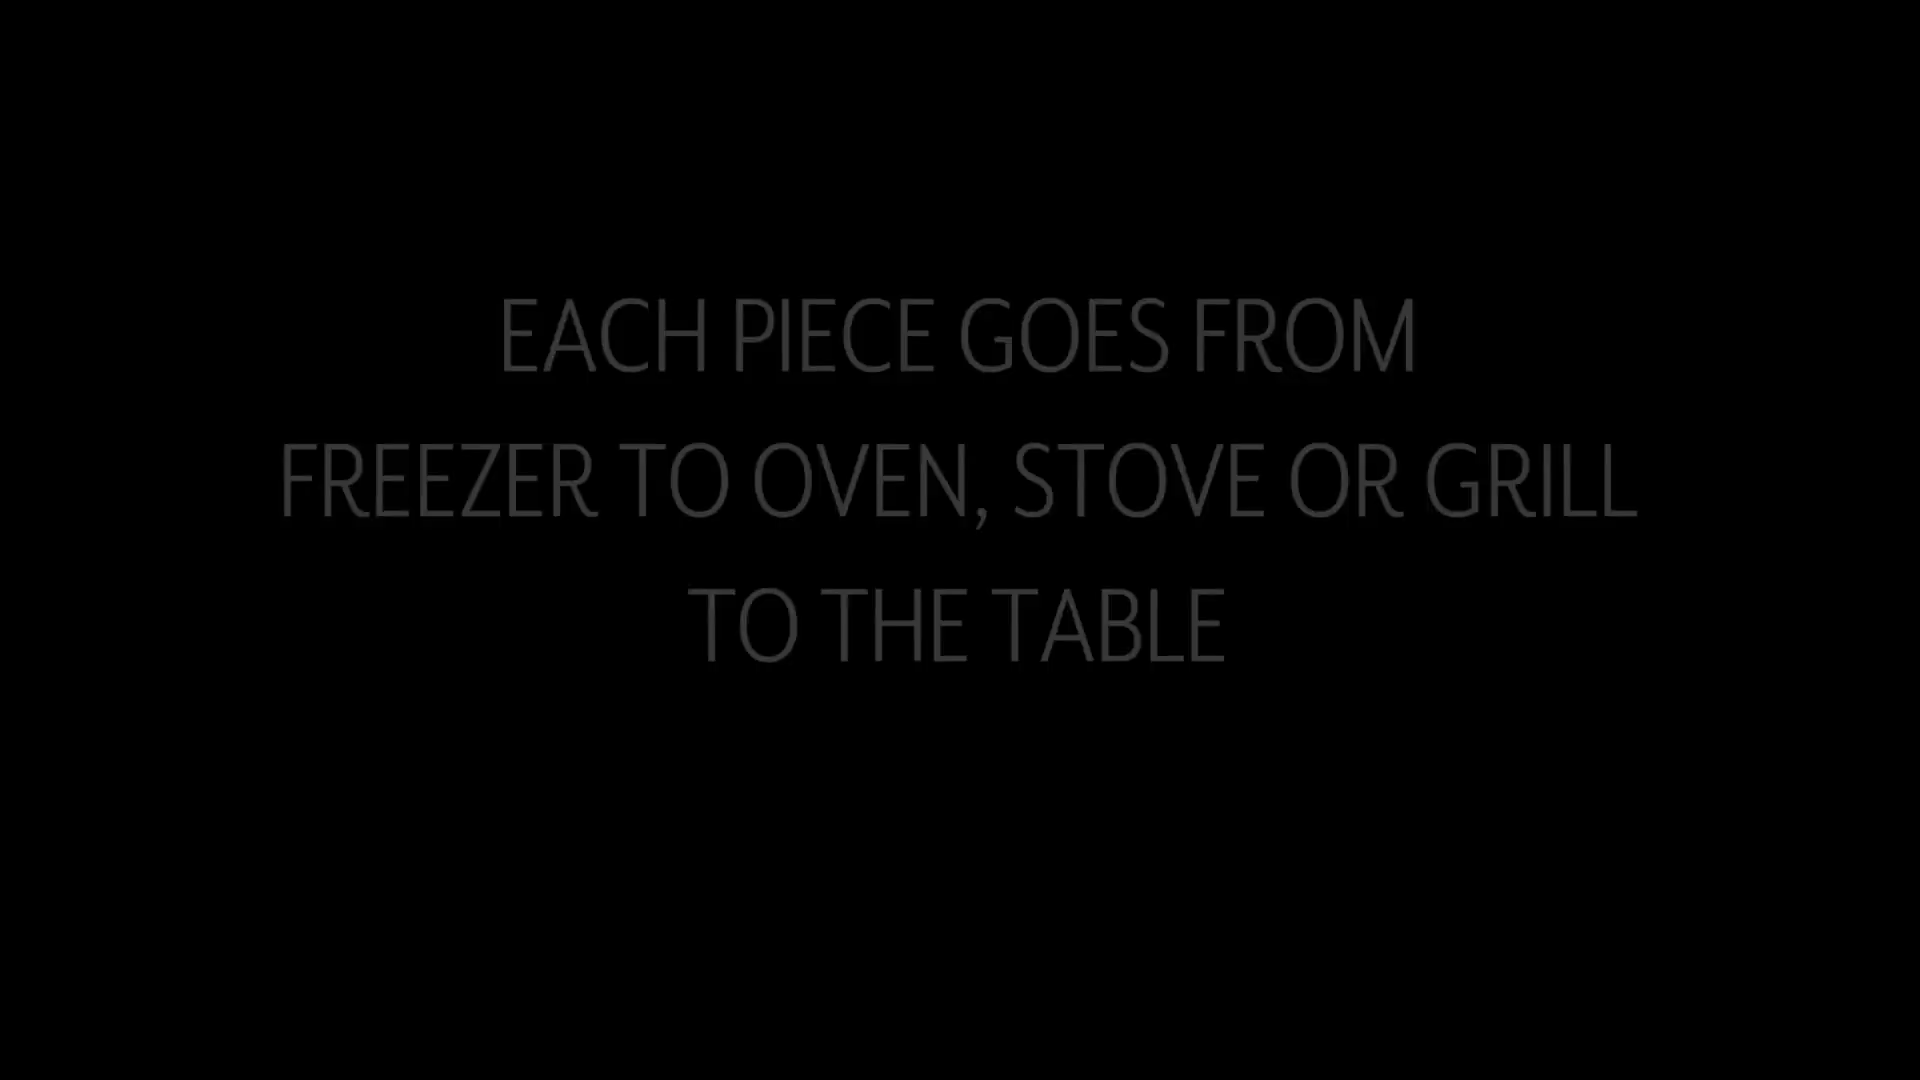 EACH PIECE GOES FROM
FREEZER TO OVEN, STOVE OR GRILL
TO THE TABLE